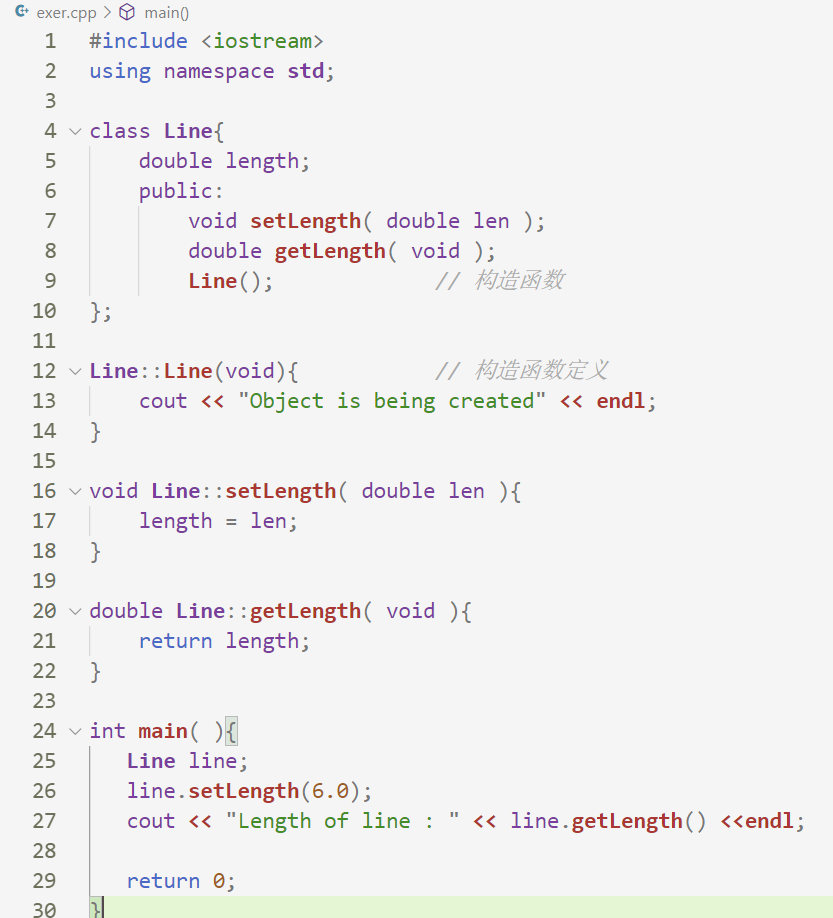 exer.cpp > main()
1 #include <iostream>
2 using namespace std;
3
4 class Line{
5     double length;
6     public:
7         void setLength( double len );
8         double getLength( void );
9         Line();             // 构造函数
10 };
11
12 Line::Line(void){           // 构造函数定义
13     cout << "Object is being created" << endl;
14 }
15
16 void Line::setLength( double len ){
17     length = len;
18 }
19
20 double Line::getLength( void ){
21     return length;
22 }
23
24 int main( ){
25    Line line;
26    line.setLength(6.0);
27    cout << "Length of line : " << line.getLength() <<endl;
28
29    return 0;
30 }